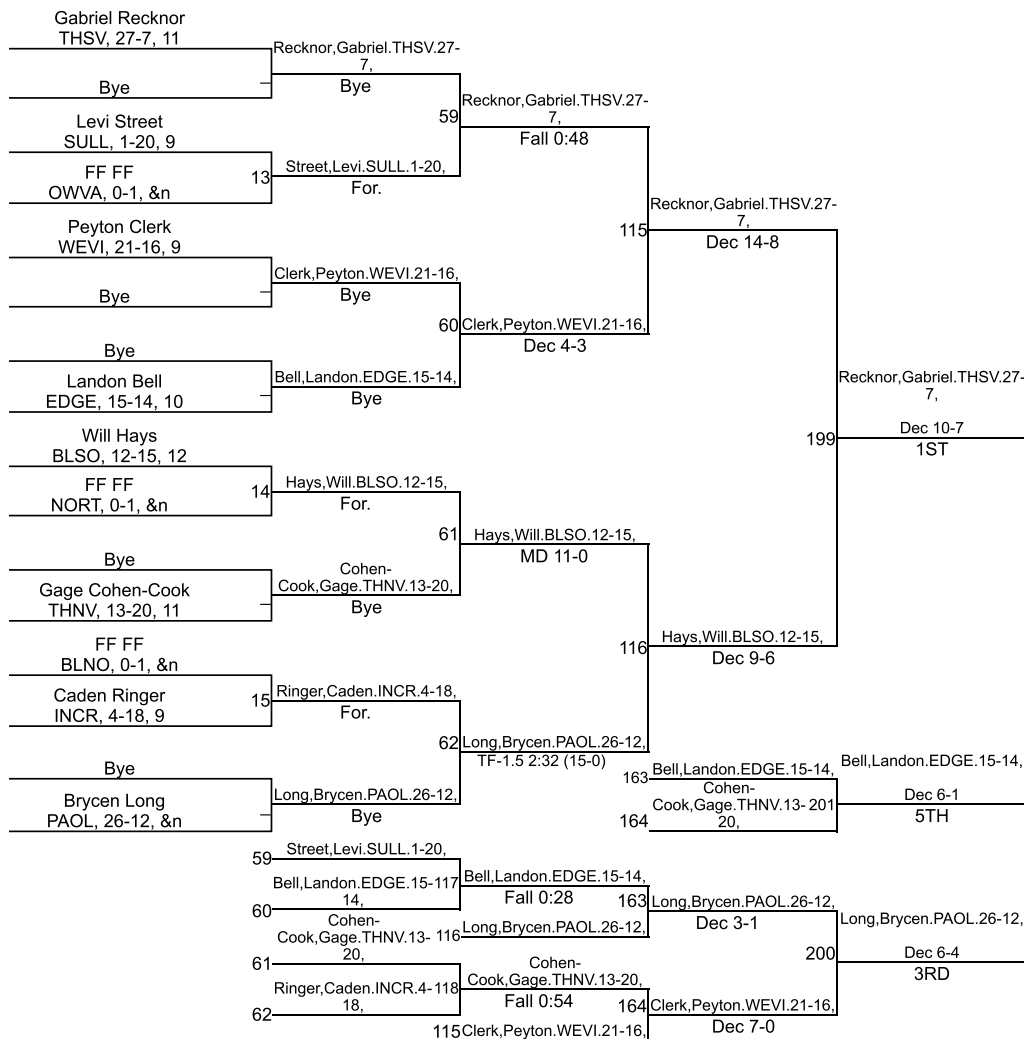 Gabriel Recknor
THSV, 27-7, 11
Bye
Levi Street
SULL, 1-20, 9
FF FF
OWVA, 0-1, &n
Peyton Clerk
WEVI, 21-16, 9
Bye
Bye
Landon Bell
EDGE, 15-14, 10
Will Hays
BLSO, 12-15, 12
FF FF
NORT, 0-1, &n
Bye
Gage Cohen-Cook
THNV, 13-20, 11
FF FF
BLNO, 0-1, &n
Caden Ringer
INCR, 4-18, 9
Bye
Brycen Long
PAOL, 26-12, &n
Recknor,Gabriel.THSV.27-
7,
Bye
13
Street,Levi.SULL.1-20,
For.
Clerk,Peyton.WEVI.21-16,
Bye
Bell,Landon.EDGE.15-14,
Bye
14
Hays,Will.BLSO.12-15,
For.
Cohen-
Cook,Gage.THNV.13-20,
Bye
15
Ringer,Caden.INCR.4-18,
For.
Long,Brycen.PAOL.26-12,
Bye
59
Recknor,Gabriel.THSV.27-
7,
Fall 0:48
60
Clerk,Peyton.WEVI.21-16,
Dec 4-3
61
Hays,Will.BLSO.12-15,
MD 11-0
62
Long,Brycen.PAOL.26-12,
TF-1.5 2:32 (15-0)
115
Recknor,Gabriel.THSV.27-
7,
Dec 14-8
116
Hays,Will.BLSO.12-15,
Dec 9-6
199
Recknor,Gabriel.THSV.27-
7,
Dec 10-7
1ST
163
Bell,Landon.EDGE.15-14,
164
Cohen-
Cook,Gage.THNV.13-
20,
201
Bell,Landon.EDGE.15-14,
Dec 6-1
5TH
59
Street,Levi.SULL.1-20,
60
Bell,Landon.EDGE.15-
14,
61
Cohen-
Cook,Gage.THNV.13-
20,
62
Ringer,Caden.INCR.4-
18,
117
Bell,Landon.EDGE.15-14,
Fall 0:28
116
Long,Brycen.PAOL.26-12,
118
Cohen-
Cook,Gage.THNV.13-20,
Fall 0:54
115
Clerk,Peyton.WEVI.21-16,
163
Long,Brycen.PAOL.26-12,
Dec 3-1
164
Clerk,Peyton.WEVI.21-16,
Dec 7-0
200
Long,Brycen.PAOL.26-12,
Dec 6-4
3RD